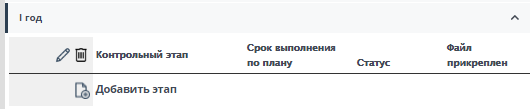 I год
Контрольный этап
Срок выполнения
по плану
Статус
Файл
прикреплен
Добавить этап